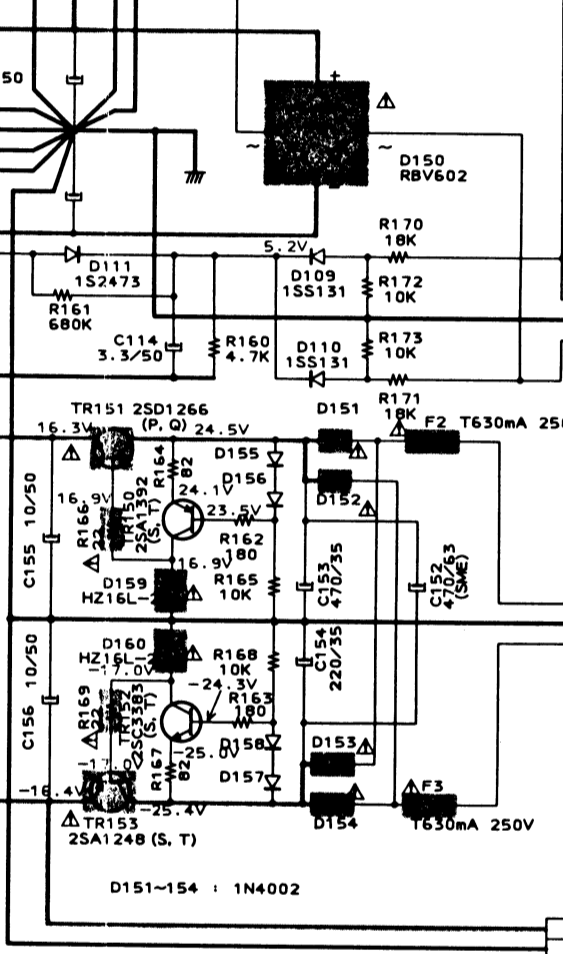 50
+
~
~
D150
RBV602
5.2V
R170
18K
D111
1S2473
D109
1SS131
R172
10K
R161
680K
C114
3.3/50
R160
4.7K
D110
1SS131
R173
10K
R171
18K
TR151 2SD1266
(P, Q)
16.3V
24.5V
D151
F2
T630mA 250
D155
R164
82
D156
D152
16.9V
24.1V
23.5V
R166
22
TR150
2SA1392
(S, T)
C155 10/50
R162
180
16.9V
R165
10K
C153
470/35
C152
470/63
(SME)
D159
HZ16L-
D160
HZ16L-
-17.0V
R168
10K
C154
220/35
-24.3V
R163
180
C156 10/50
R169
22
TR152
2SC3383
(S, T)
D158
-25.0V
D153
R167
82
D157
-17.0
-16.4V
-25.4V
D154
F3
T630mA 250V
TR153
2SA1248 (S, T)
D151~154 : 1N4002